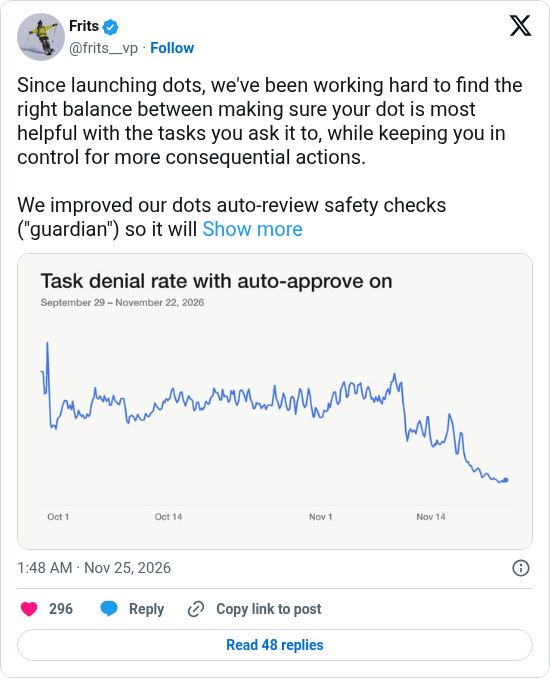 Frits
@frits__vp · Follow
Since launching dots, we've been working hard to find the
right balance between making sure your dot is most
helpful with the tasks you ask it to, while keeping you in
control for more consequential actions.
We improved our dots auto-review safety checks
("guardian") so it will Show more
Task denial rate with auto-approve on
September 29 – November 22, 2026
Oct 1
Oct 14
Nov 1
Nov 14
1:48 AM · Nov 25, 2026
296
Reply
Copy link to post
Read 48 replies